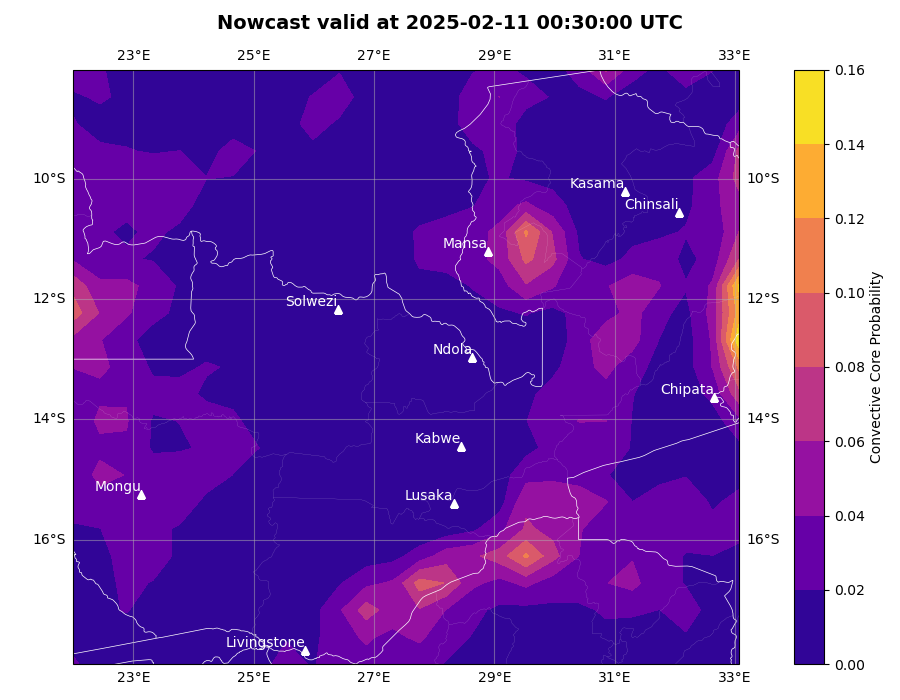 Nowcast valid at 2025-02-11 00:30:00 UTC
23°E 25°E 27°E 29°E 31°E 33°E
0.16
0.14
10°S Kasama 10°S
Chinsali
0.12
Mansa
12°S Solwezi 12°S
0.10
Ndola
0.08
Chipata
14°S 14°S
Kabwe
0.06
Mongu Lusaka
0.04
16°S 16°S
0.02
Livingstone
0.00
23°E 25°E 27°E 29°E 31°E 33°E
Convective Core Probability